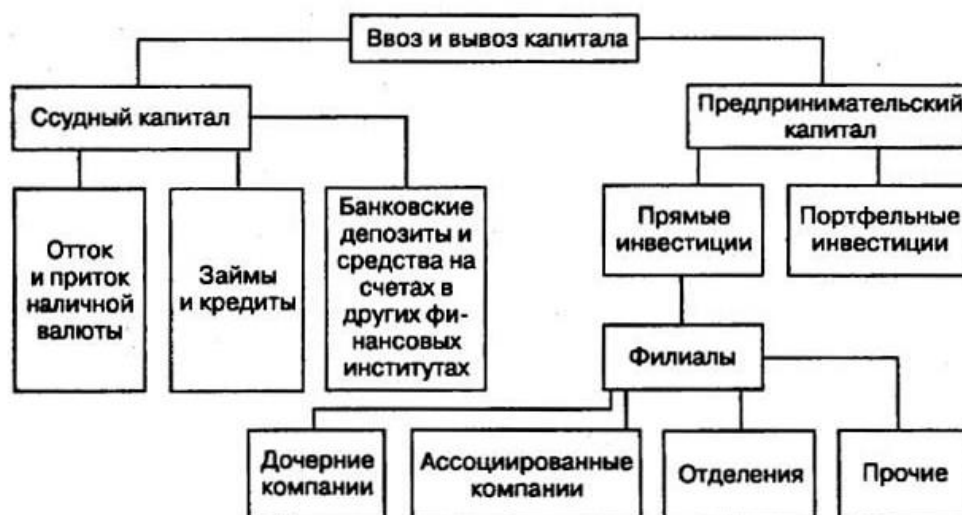 Ввоз и вывоз капитала
Ссудный капитал
Предпринимательский
капитал
Отток
и приток
наличной
валюты
Займы
и кредиты
Банковские
депозиты и
средства на
счетах в
других фи-
нансовых
институтах
Прямые
инвестиции
Портфельные
инвестиции
Филиалы
Дочерние
компании
Ассоциированные
компании
Отделения
Прочие